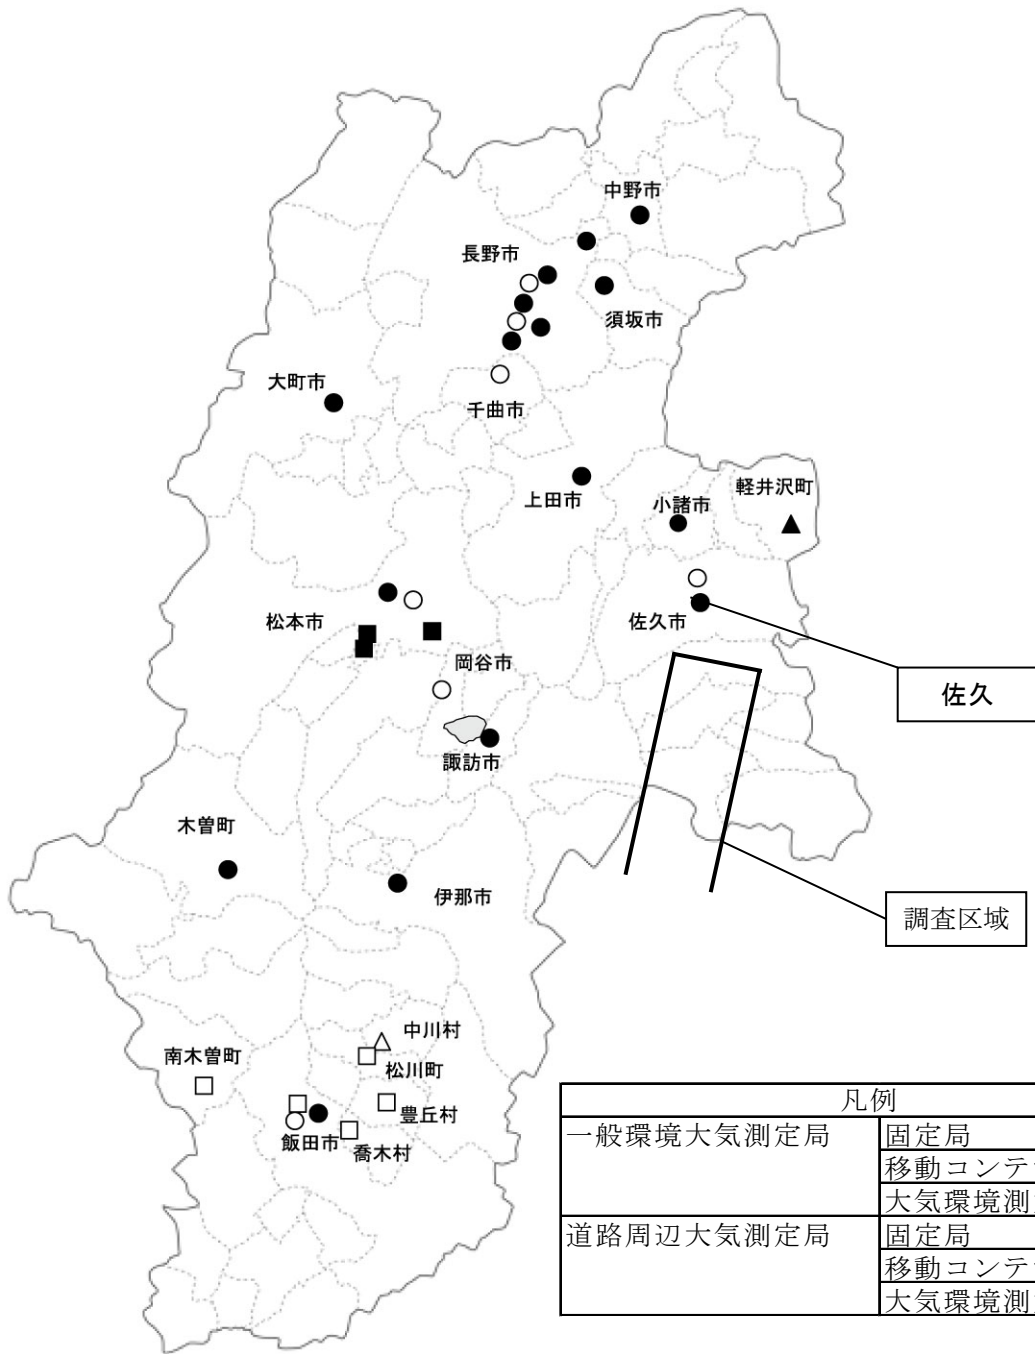 中野市
長野市
須坂市
大町市
千曲市
上田市
小諸市
軽井沢町
松本市
佐久市
岡谷市
佐久
諏訪市
木曽町
伊那市
調査区域
中川村
南木曽町
松川町
豊丘村
飯田市
喬木村
凡例
一般環境大気測定局 固定局
移動コンテ
大気環境測
道路周辺大気測定局 固定局
移動コンテ
大気環境測